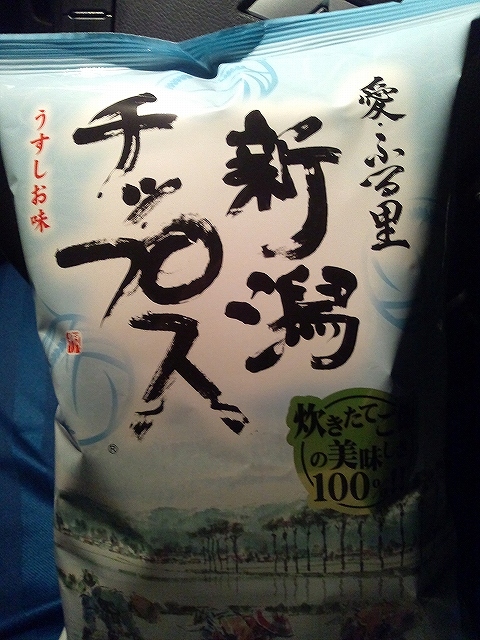 愛・ふる里
新潟
チップス
うすしお味
®
炊きたてご
の美味し
100%